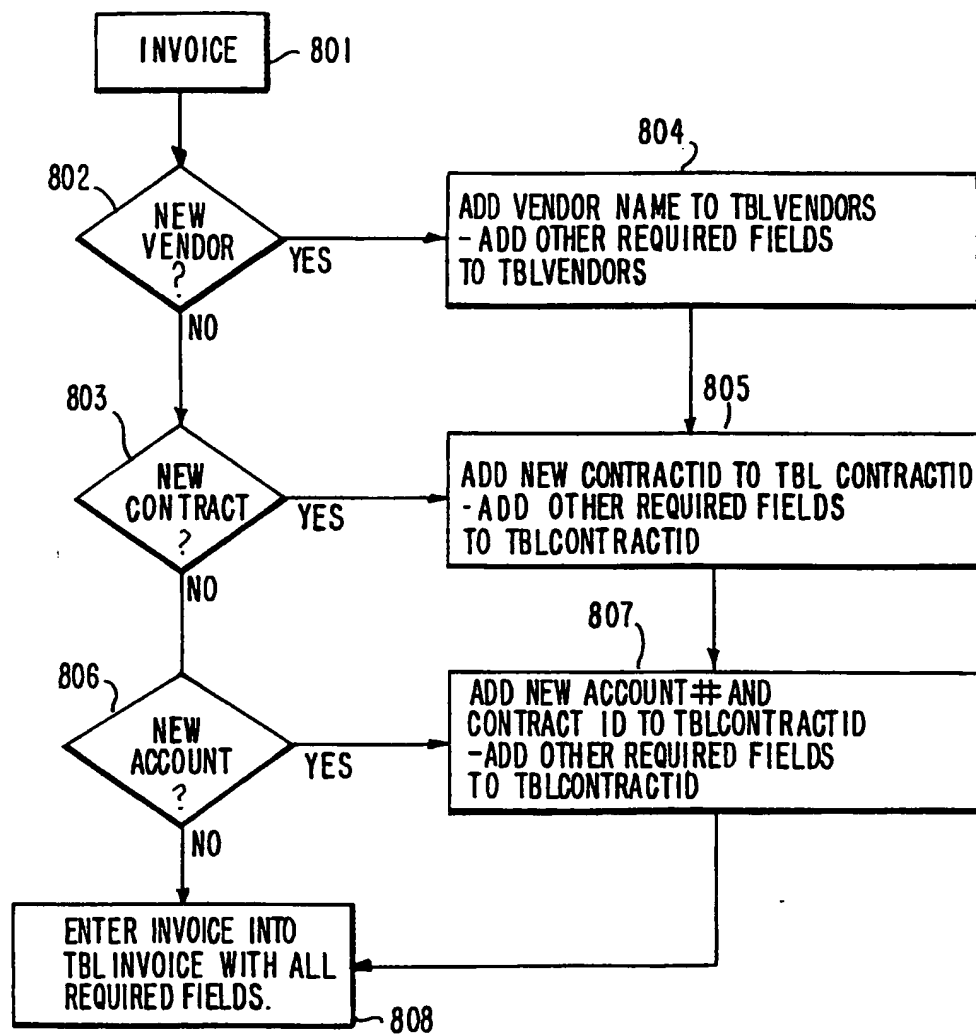 INVOICE
801
802
NEW
VENDOR
?
YES
NO
804
ADD VENDOR NAME TO TBLVENDORS
-ADD OTHER REQUIRED FIELDS
TO TBLVENDORS
803
NEW
CONTRACT
?
YES
NO
805
ADD NEW CONTRACTID TO TBL CONTRACTID
-ADD OTHER REQUIRED FIELDS
TO TBLCONTRACTID
806
NEW
ACCOUNT
?
YES
NO
807
ADD NEW ACCOUNT # AND
CONTRACT ID TO TBLCONTRACTID
-ADD OTHER REQUIRED FIELDS
TO TBLCONTRACTID
ENTER INVOICE INTO
TBL INVOICE WITH ALL
REQUIRED FIELDS.
808